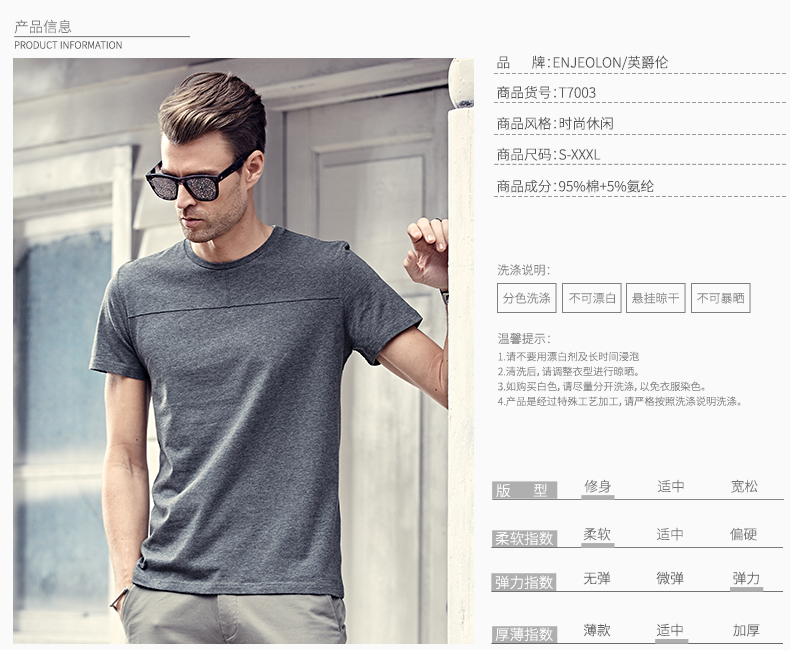 产品信息
PRODUCT INFORMATION
品 牌:ENJEOLON/英爵伦
商品货号:T7003
商品风格:时尚休闲
商品尺码:S-XXXL
商品成分:95%棉+5%氨纶
洗涤说明:
分色洗涤 不可漂白 悬挂晾干 不可暴晒
温馨提示:
1.请不要用漂白剂及长时间浸泡
2.清洗后, 请调整衣型进行晾晒。
3.如购买白色, 请尽量分开洗涤, 以免衣服染色。
4.产品是经过特殊工艺加工, 请严格按照洗涤说明洗涤。
版 型 修身 适中 宽松
柔软指数 柔软 适中 偏硬
弹力指数 无弹 微弹 弹力
厚薄指数 薄款 适中 加厚